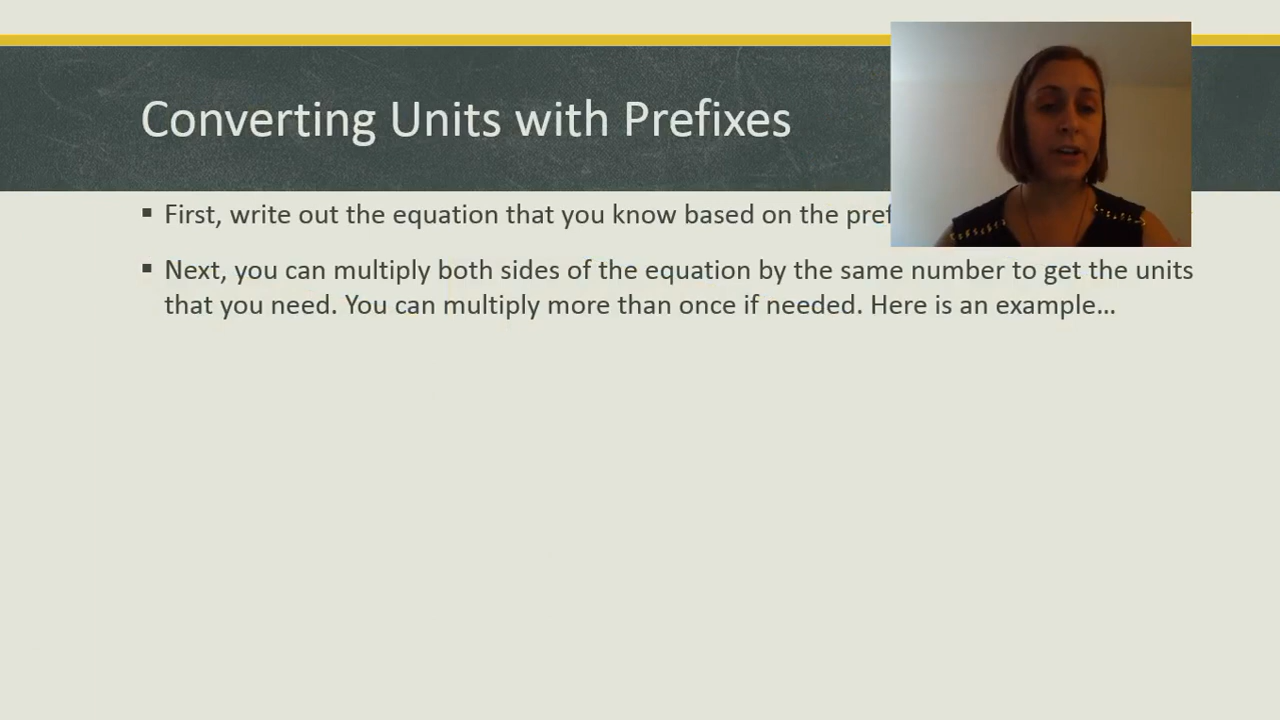 Converting Units with Prefixes
▪ First, write out the equation that you know based on the
▪ Next, you can multiply both sides of the equation by the same number to get the units
that you need. You can multiply more than once if needed. Here is an example…